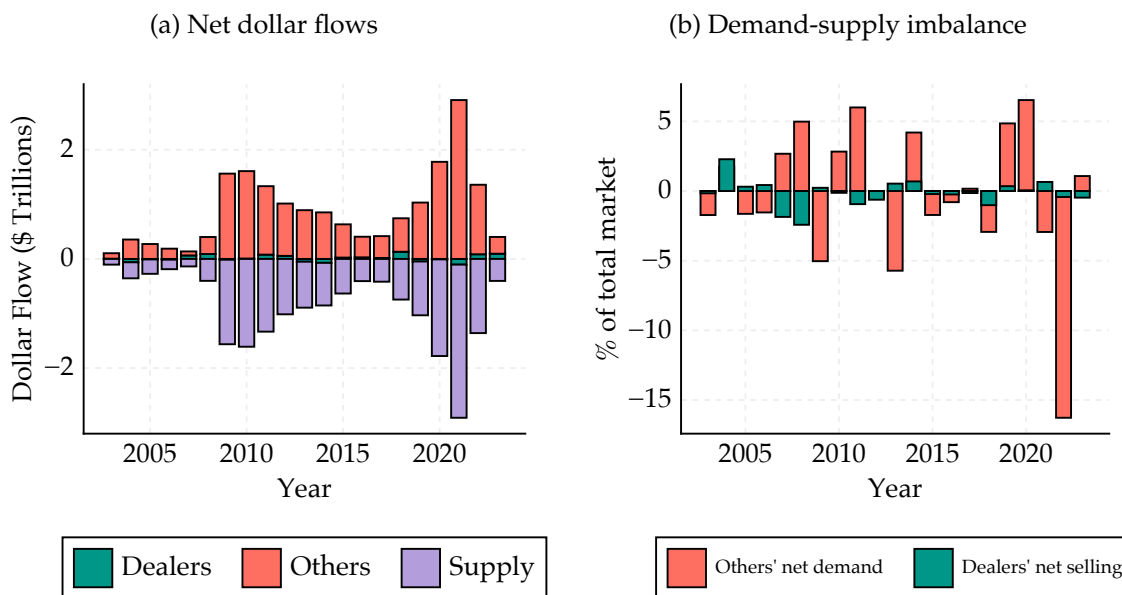 (a) Net dollar flows
(b) Demand-supply imbalance
Dollar Flow ($ Trillions)
2
0
−2
2005 2010 2015 2020
Year
% of total market
5
0
−5
−10
−15
2005 2010 2015 2020
Year
Dealers Others Supply
Others' net demand Dealers' net selling